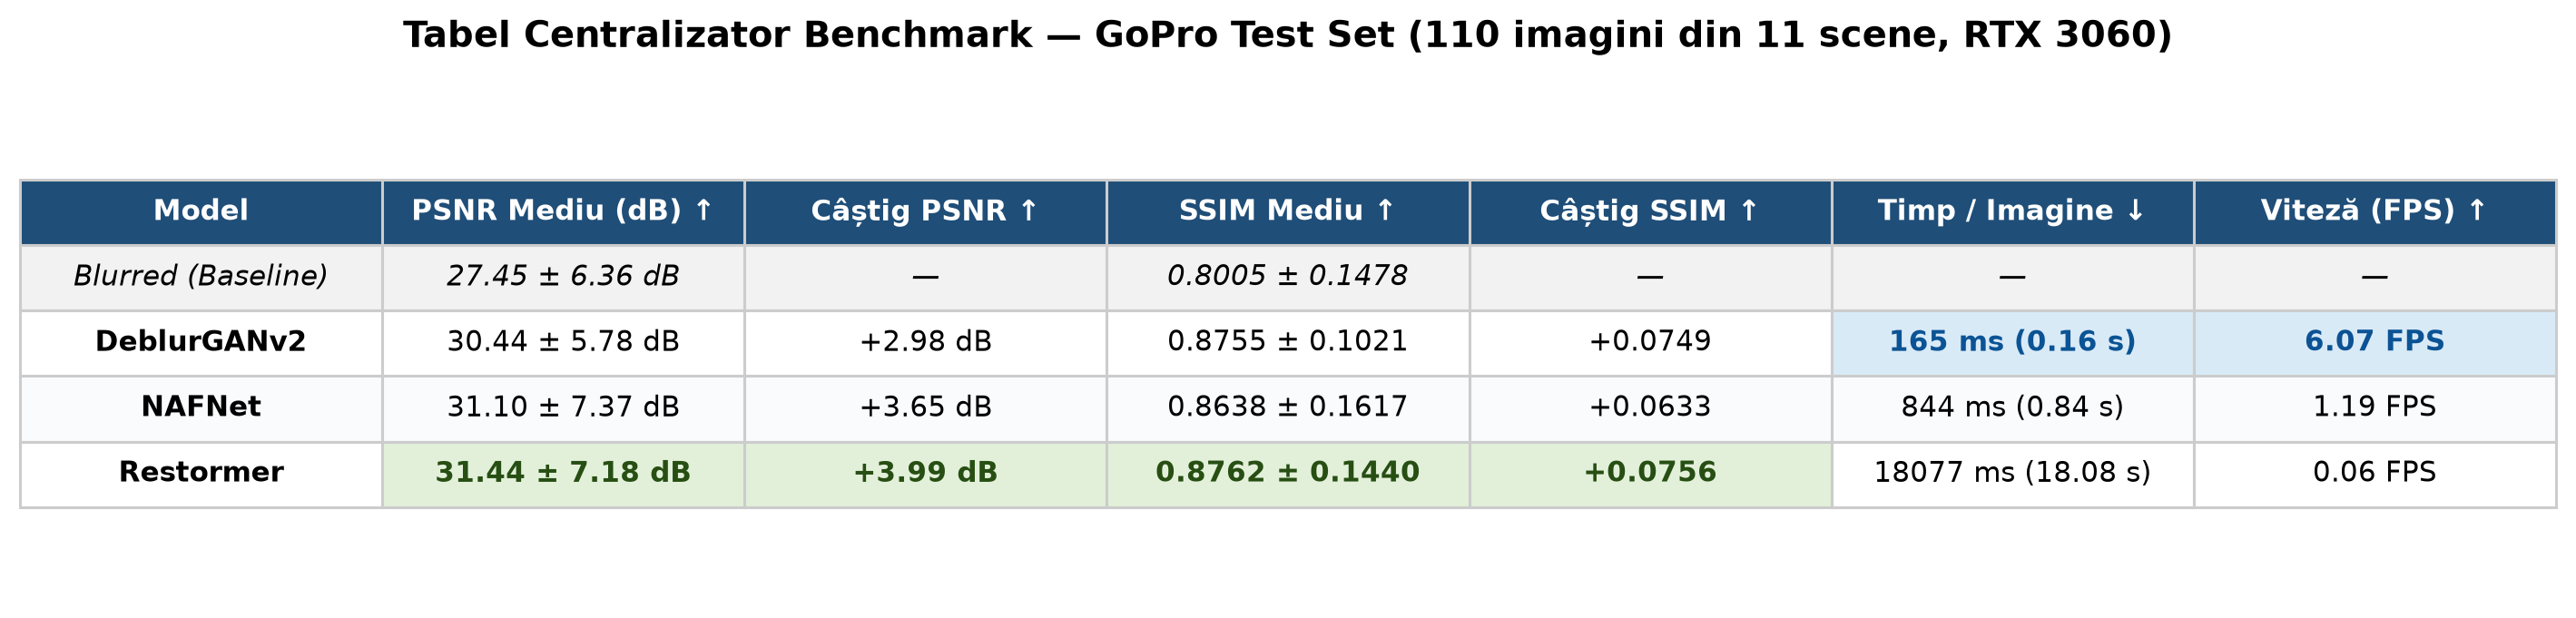 Tabel Centralizator Benchmark — GoPro Test Set (110 imagini din 11 scene, RTX 3060)
Model PSNR Mediu (dB) ↑ Câștig PSNR ↑ SSIM Mediu ↑ Câștig SSIM ↑ Timp / Imagine ↓ Viteză (FPS) ↑
Blurred (Baseline) 27.45 ± 6.36 dB — 0.8005 ± 0.1478 — — —
DeblurGANv2 30.44 ± 5.78 dB +2.98 dB 0.8755 ± 0.1021 +0.0749 165 ms (0.16 s) 6.07 FPS
NAFNet 31.10 ± 7.37 dB +3.65 dB 0.8638 ± 0.1617 +0.0633 844 ms (0.84 s) 1.19 FPS
Restormer 31.44 ± 7.18 dB +3.99 dB 0.8762 ± 0.1440 +0.0756 18077 ms (18.08 s) 0.06 FPS